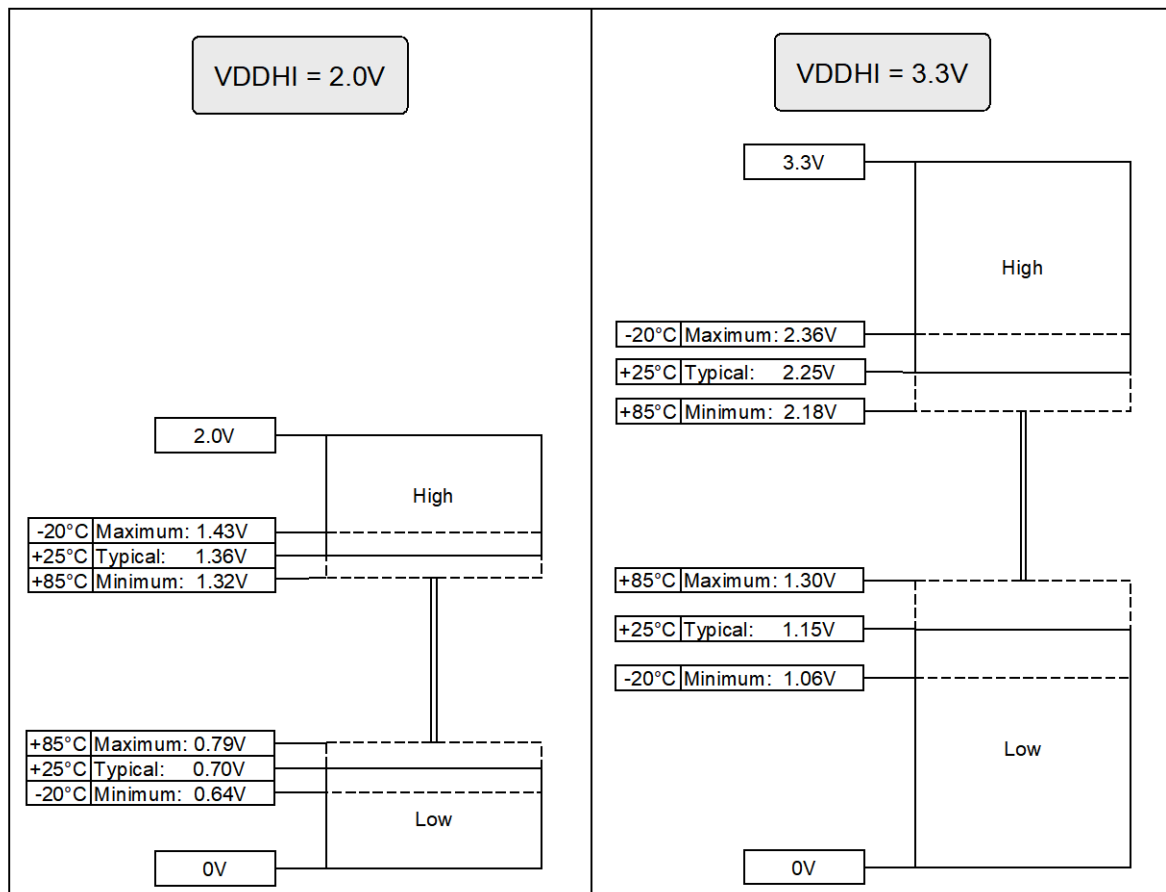 VDDHI = 2.0V
2.0V
High
-20°C Maximum: 1.43V
+25°C Typical: 1.36V
+85°C Minimum: 1.32V
+85°C Maximum: 0.79V
+25°C Typical: 0.70V
-20°C Minimum: 0.64V
Low
0V
VDDHI = 3.3V
3.3V
High
-20°C Maximum: 2.36V
+25°C Typical: 2.25V
+85°C Minimum: 2.18V
+85°C Maximum: 1.30V
+25°C Typical: 1.15V
-20°C Minimum: 1.06V
Low
0V